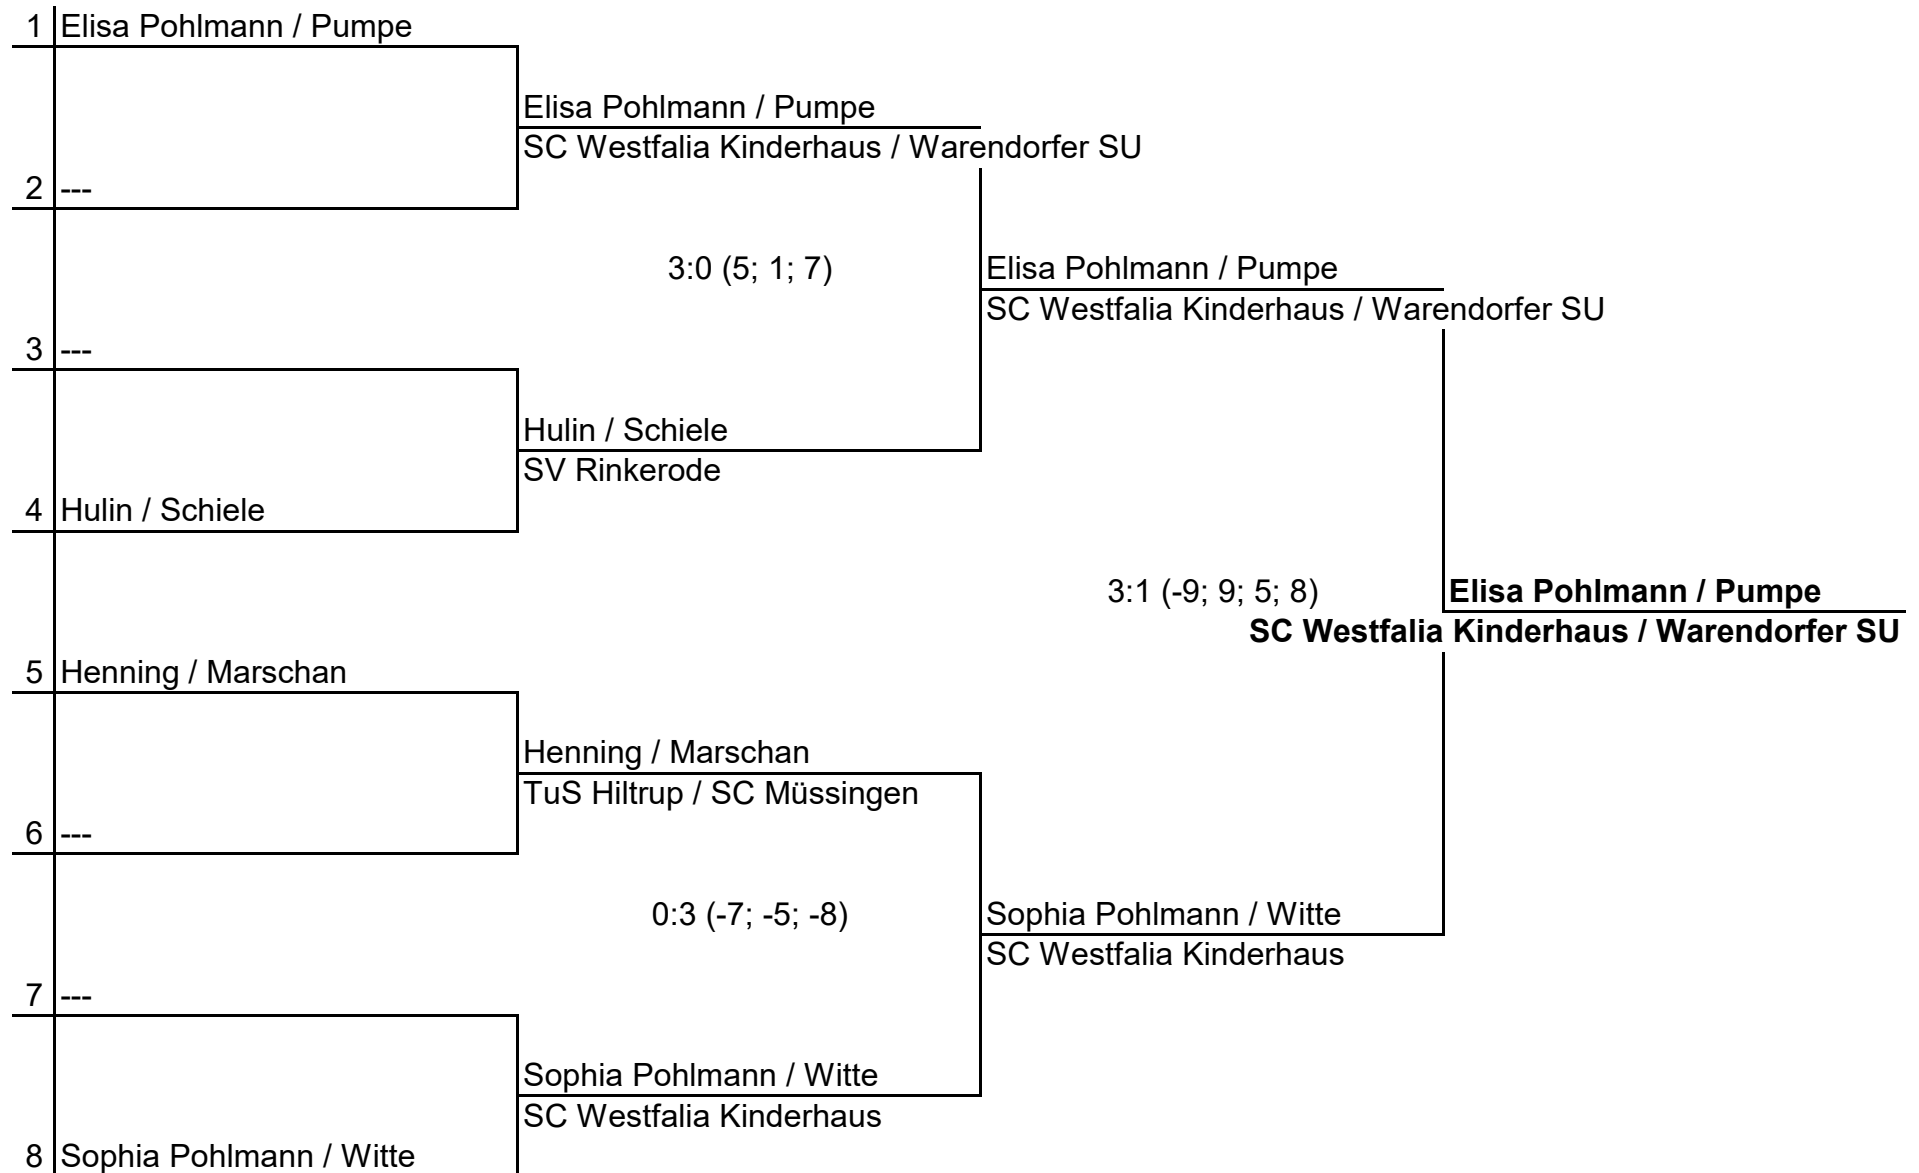 1 Elisa Pohlmann / Pumpe
Elisa Pohlmann / Pumpe
SC Westfalia Kinderhaus / Warendorfer SU
2 ---
3:0 (5; 1; 7)
Elisa Pohlmann / Pumpe
SC Westfalia Kinderhaus / Warendorfer SU
3 ---
Hulin / Schiele
SV Rinkerode
4 Hulin / Schiele
3:1 (-9; 9; 5; 8)
Elisa Pohlmann / Pumpe
SC Westfalia Kinderhaus / Warendorfer SU
5 Henning / Marschan
Henning / Marschan
TuS Hiltrup / SC Müssingen
6 ---
0:3 (-7; -5; -8)
Sophia Pohlmann / Witte
SC Westfalia Kinderhaus
7 ---
Sophia Pohlmann / Witte
SC Westfalia Kinderhaus
8 Sophia Pohlmann / Witte